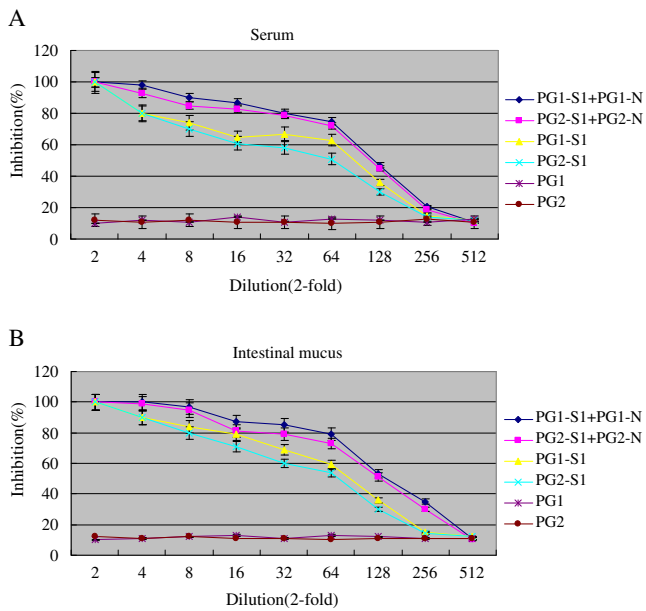 A
Serum
120
100
80
60
40
20
0
Inhibition(%)
2 4 8 16 32 64 128 256 512
Dilution(2-fold)
PG1-S1+PG1-N
PG2-S1+PG2-N
PG1-S1
PG2-S1
PG1
PG2
B
Intestinal mucus
120
100
80
60
40
20
0
Inhibition(%)
2 4 8 16 32 64 128 256 512
Dilution(2-fold)
PG1-S1+PG1-N
PG2-S1+PG2-N
PG1-S1
PG2-S1
PG1
PG2